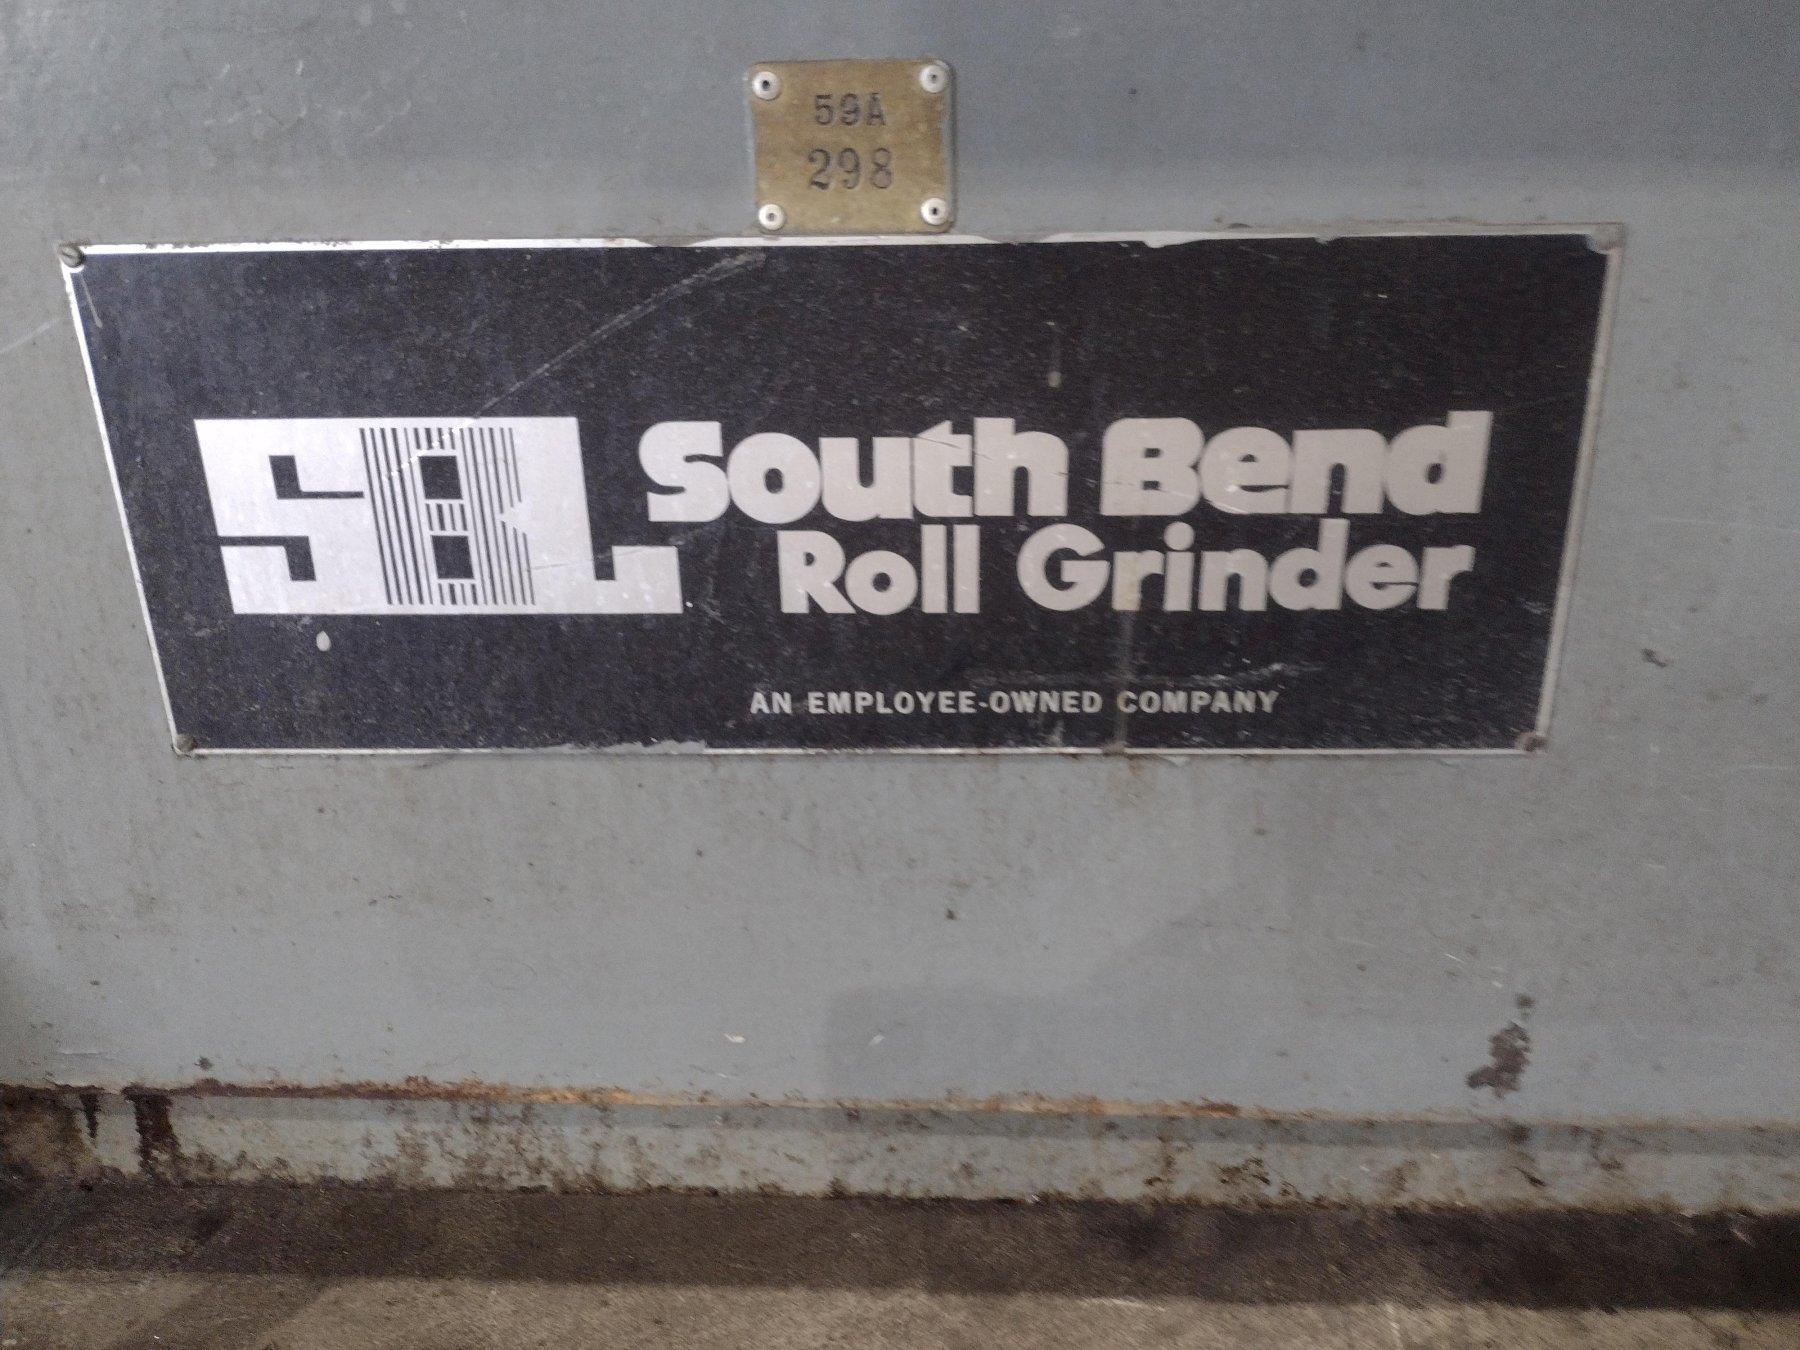 59A
298
SBL
South Bend
Roll Grinder
AN EMPLOYEE-OWNED COMPANY